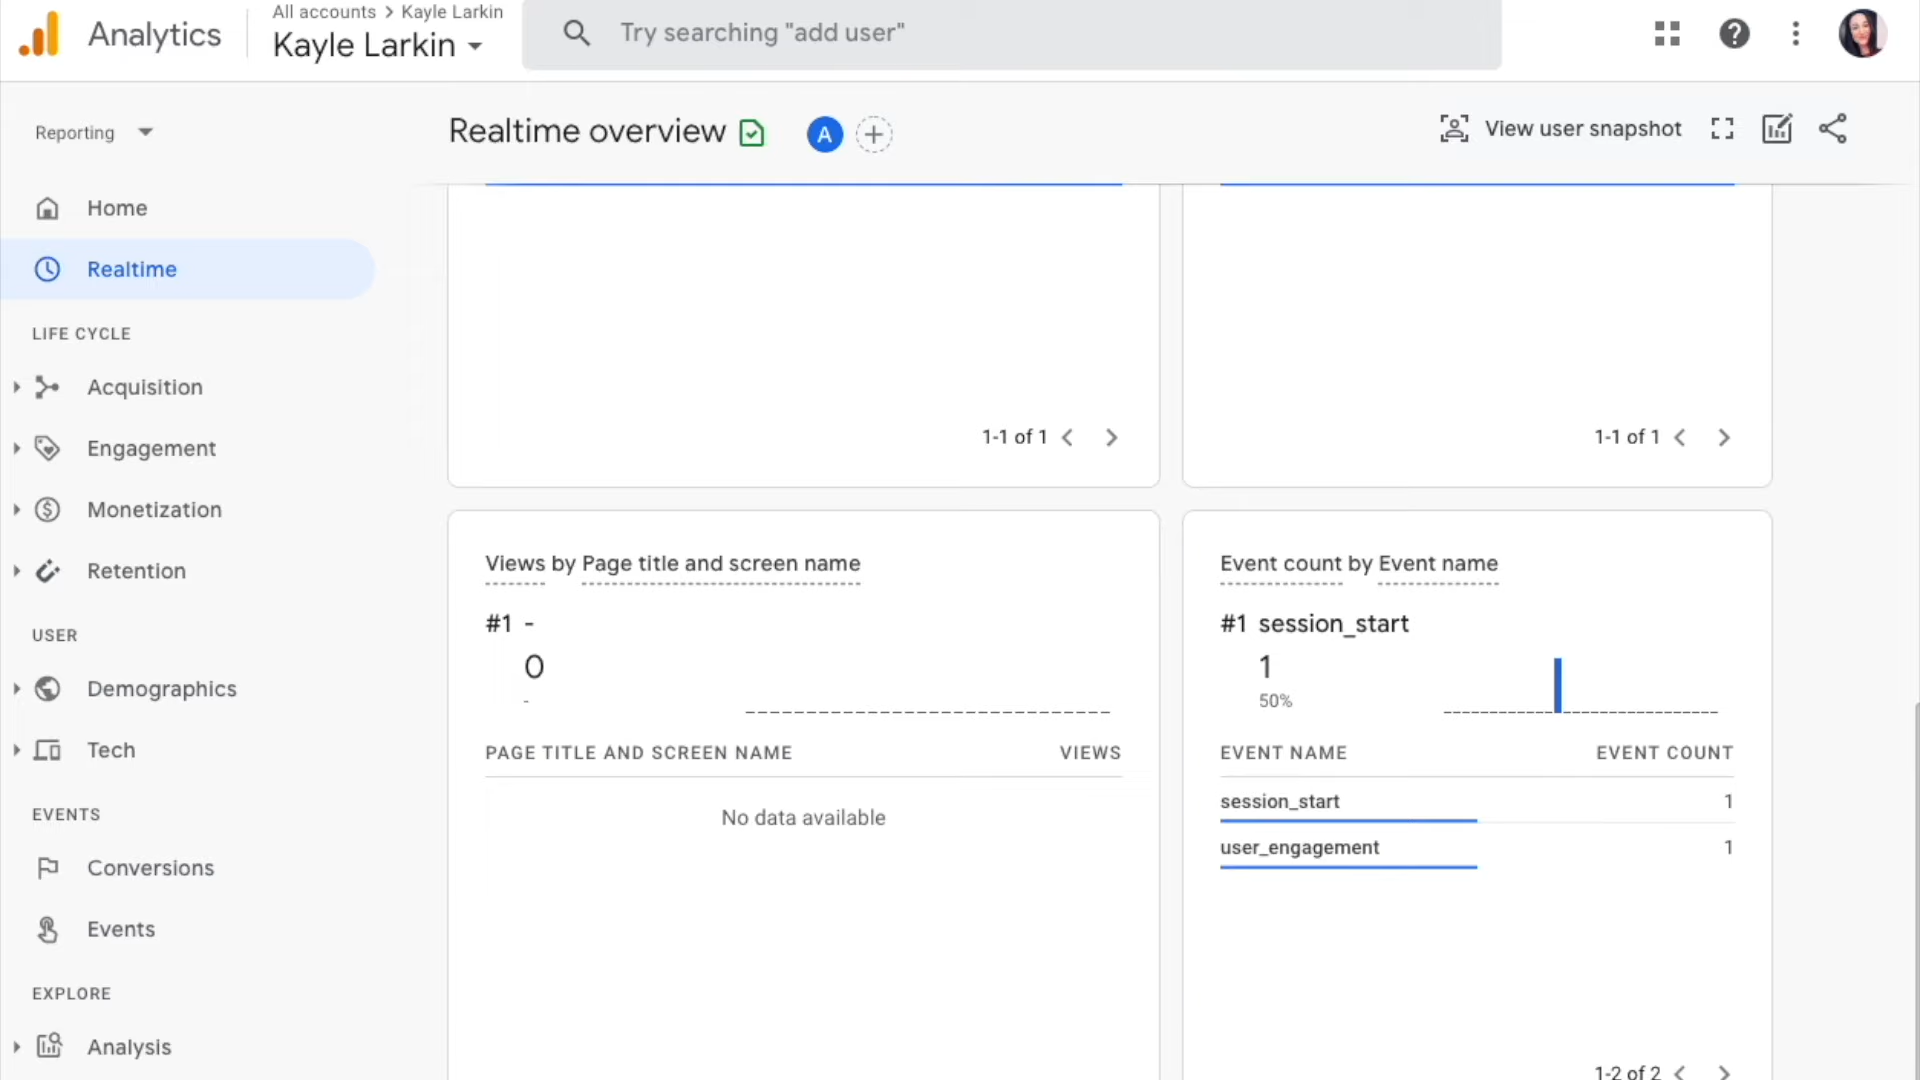 Analytics
All accounts > Kayle Larkin
Kayle Larkin
Try searching "add user"
Reporting
Realtime overview
A
View user snapshot
Home
Realtime
LIFE CYCLE
Acquisition
Engagement
Monetization
Retention
USER
Demographics
Tech
EVENTS
Conversions
Events
EXPLORE
Analysis
1-1 of 1
1-1 of 1
Views by Page title and screen name
#1 -
0
-
PAGE TITLE AND SCREEN NAME VIEWS
No data available
Event count by Event name
#1 session_start
1
50%
EVENT NAME EVENT COUNT
session_start 1
user_engagement 1
1-2 of 2